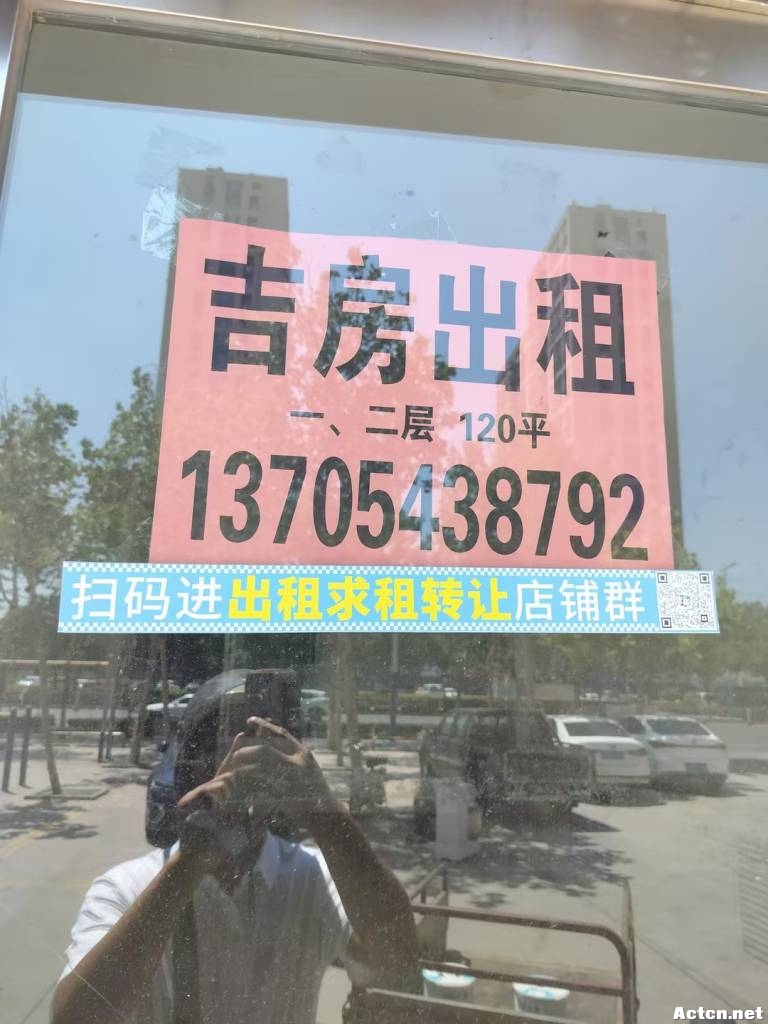 吉房出租
一、二层 120平
13705438792
扫码进出租求租转让店铺群
Actcn.net